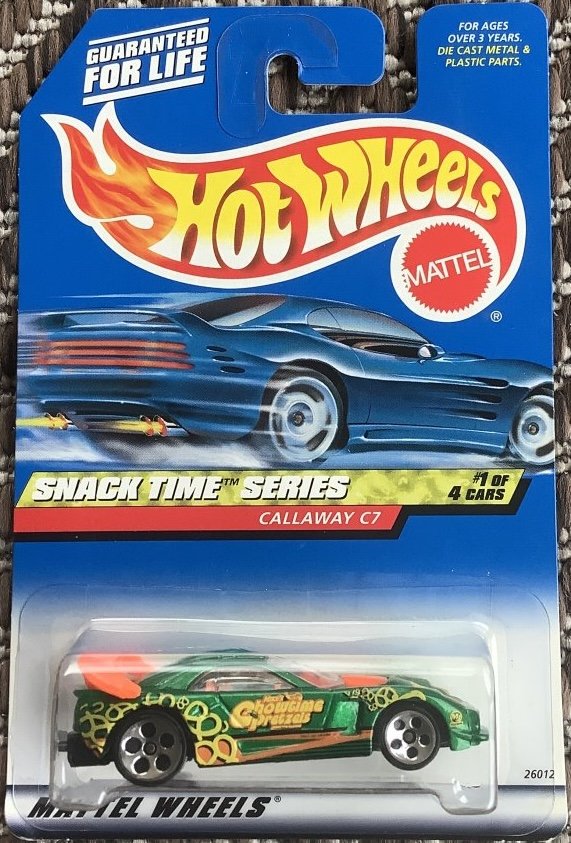 GUARANTEED
FOR LIFE
FOR AGES
OVER 3 YEARS.
DIE CAST METAL &
PLASTIC PARTS.
HOT WHEELS
MATTEL
®
SNACK TIME™ SERIES
#1 OF
4 CARS
CALLAWAY C7
Showtime
Pretzels
26012
MATTEL WHEELS®